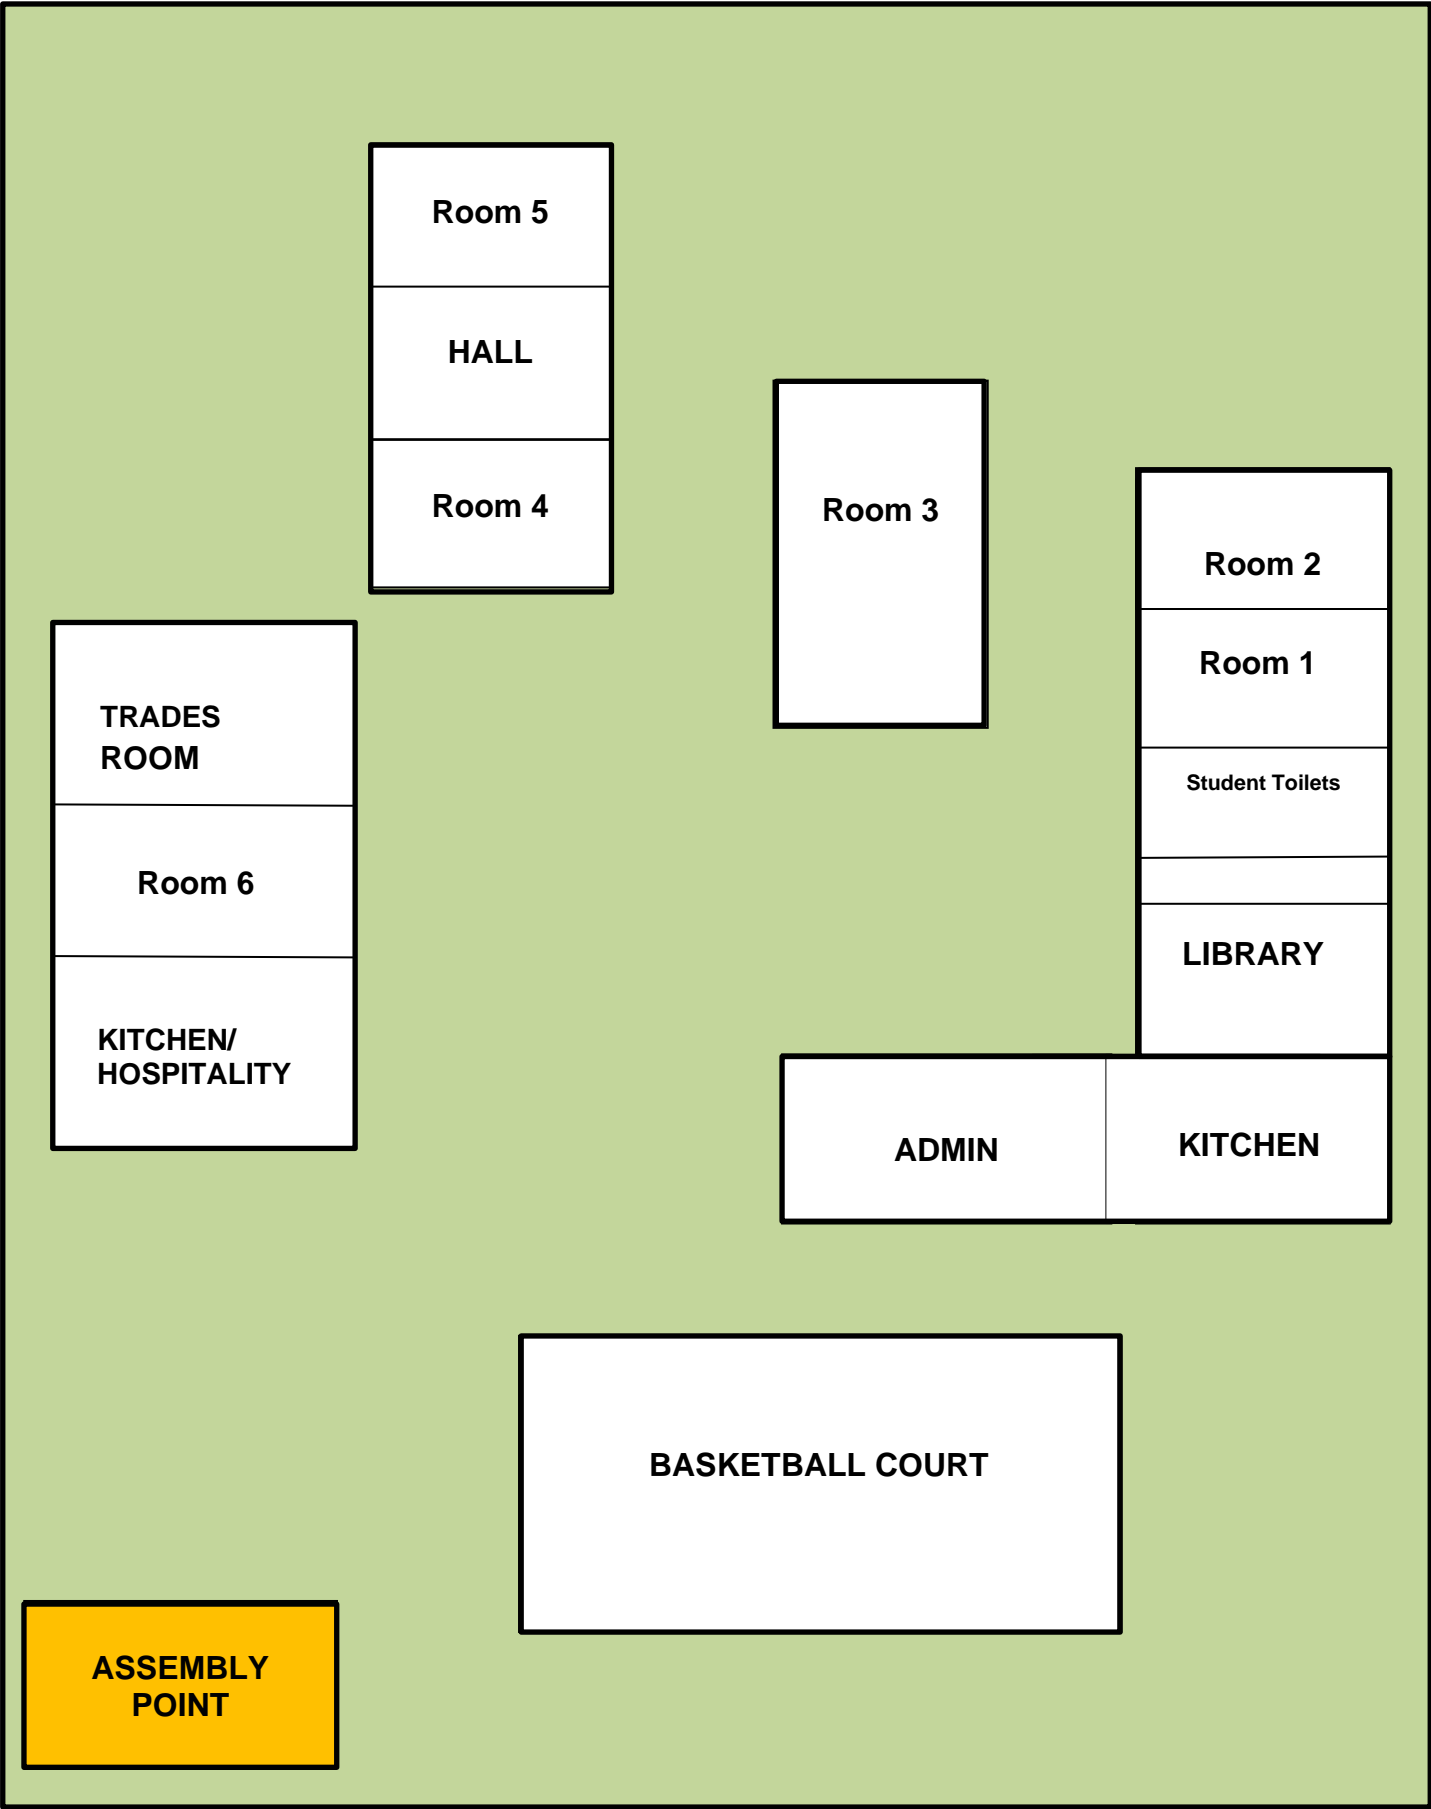 Room 5
HALL
Room 4
Room 3
Room 2
Room 1
Student Toilets
TRADES
ROOM
Room 6
KITCHEN/
HOSPITALITY
LIBRARY
ADMIN
KITCHEN
BASKETBALL COURT
ASSEMBLY
POINT